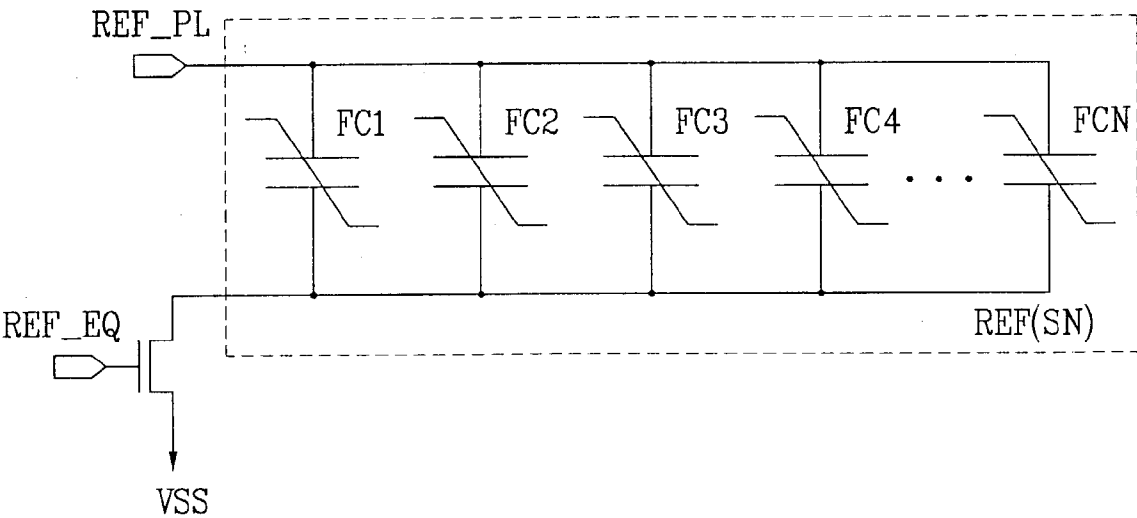 REF_PL
FC1 FC2 FC3 FC4 FCN
REF(SN)
REF_EQ
VSS